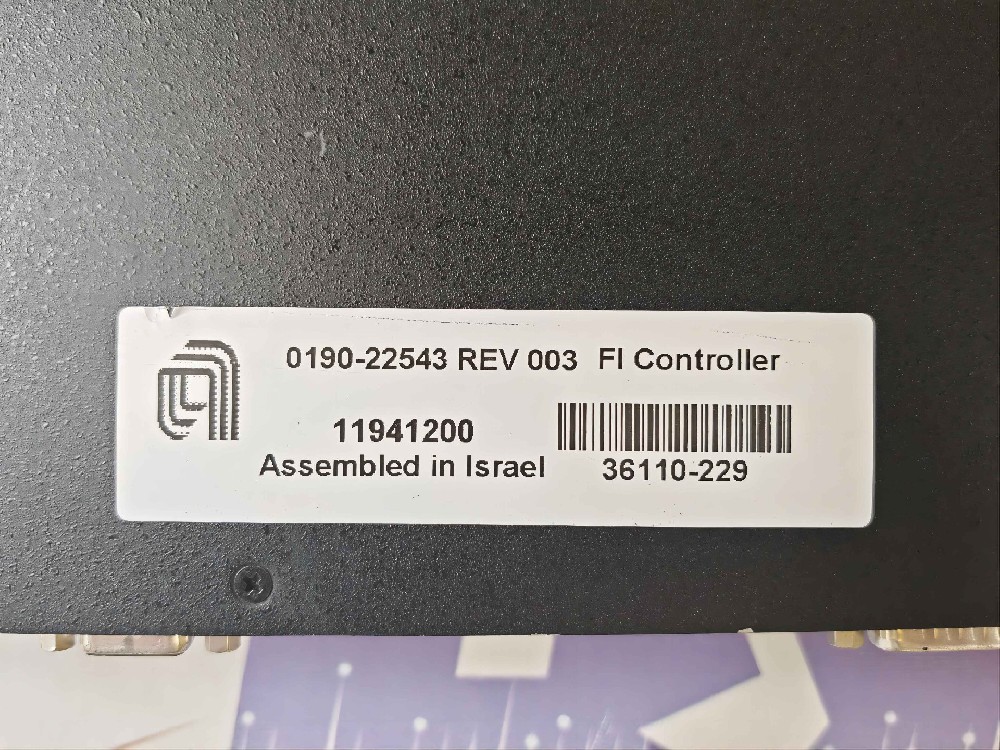 0190-22543 REV 003 FI Controller
11941200
Assembled in Israel
36110-229